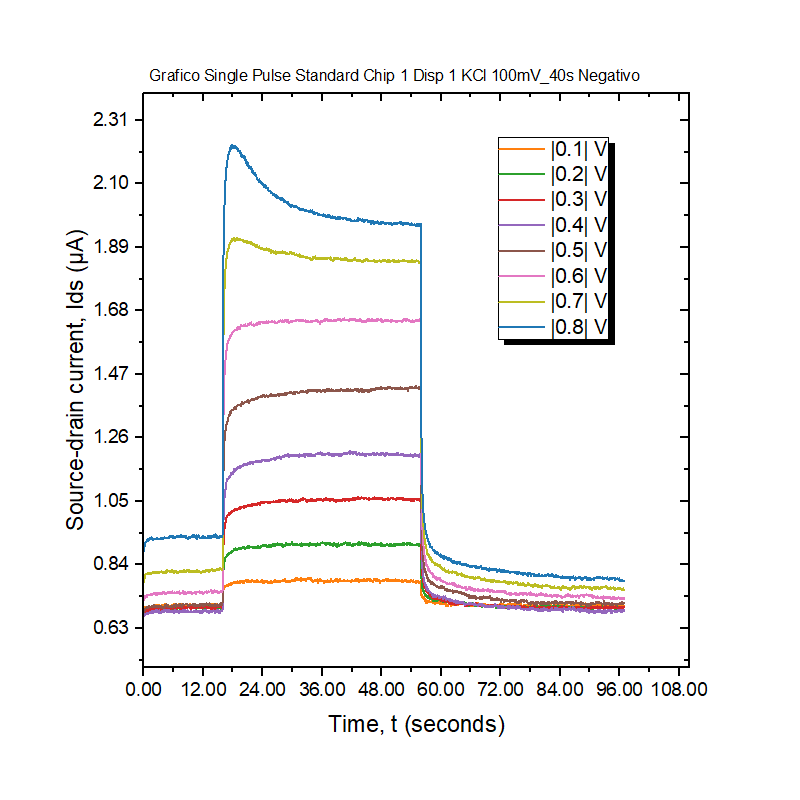 Grafico Single Pulse Standard Chip 1 Disp 1 KCl 100mV_40s Negativo
2.31
2.10
1.89
1.68
1.47
1.26
1.05
0.84
0.63
Source-drain current, Ids (µA)
|0.1| V
|0.2| V
|0.3| V
|0.4| V
|0.5| V
|0.6| V
|0.7| V
|0.8| V
0.00 12.00 24.00 36.00 48.00 60.00 72.00 84.00 96.00 108.00
Time, t (seconds)